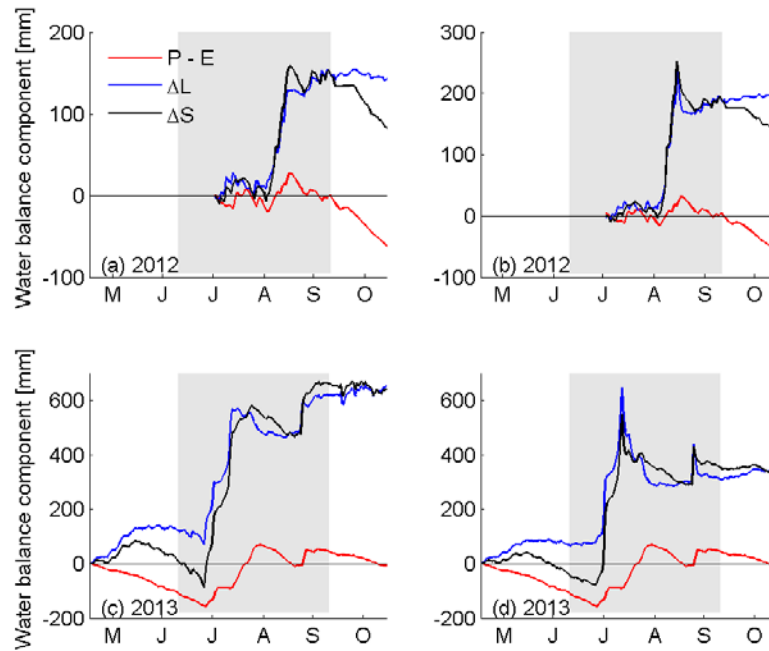 Water balance component [mm]
200
100
0
-100
P - E
ΔL
ΔS
(a) 2012
M J J A S O
300
200
100
0
-100
(b) 2012
M J J A S O
Water balance component [mm]
600
400
200
0
-200
(c) 2013
M J J A S O
600
400
200
0
-200
(d) 2013
M J J A S O